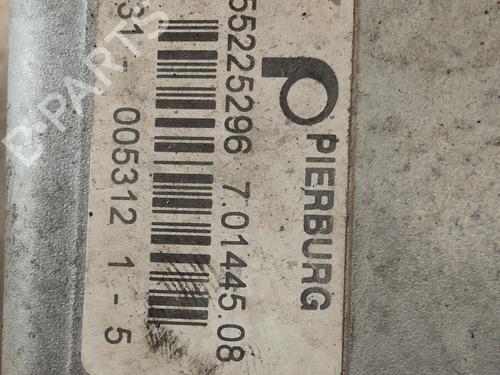 PIERBURG
55225296 7.01445.08
31 - 005312 1-5
B-PARTS